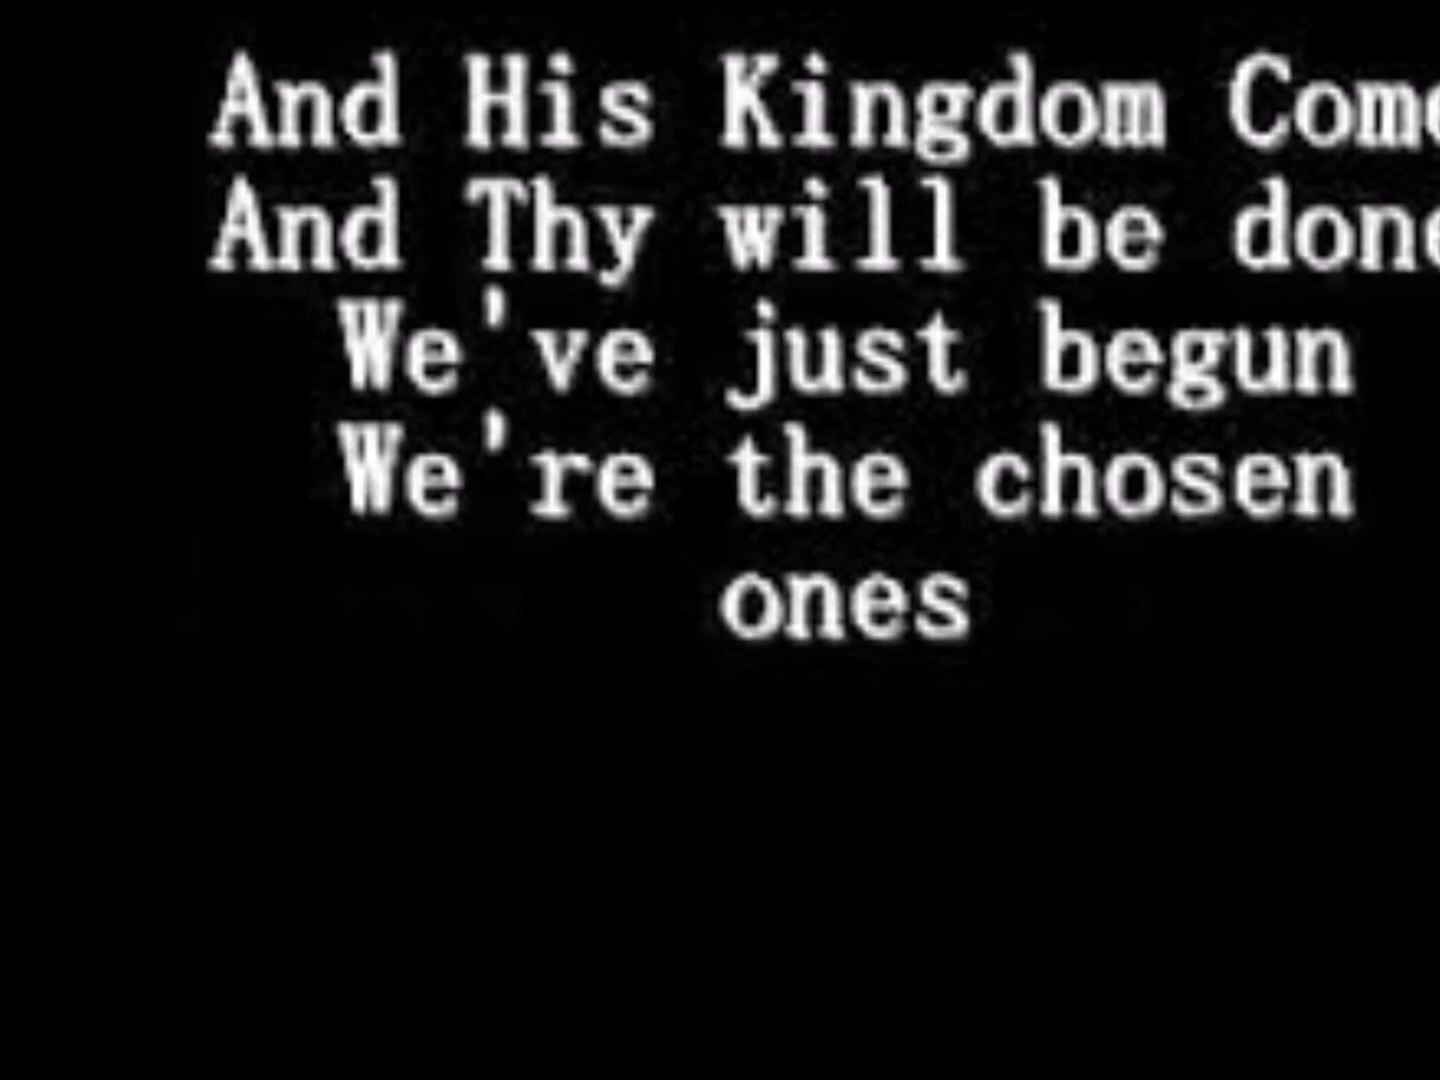 And His Kingdom Come
And Thy will be done
We've just begun
We're the chosen
ones